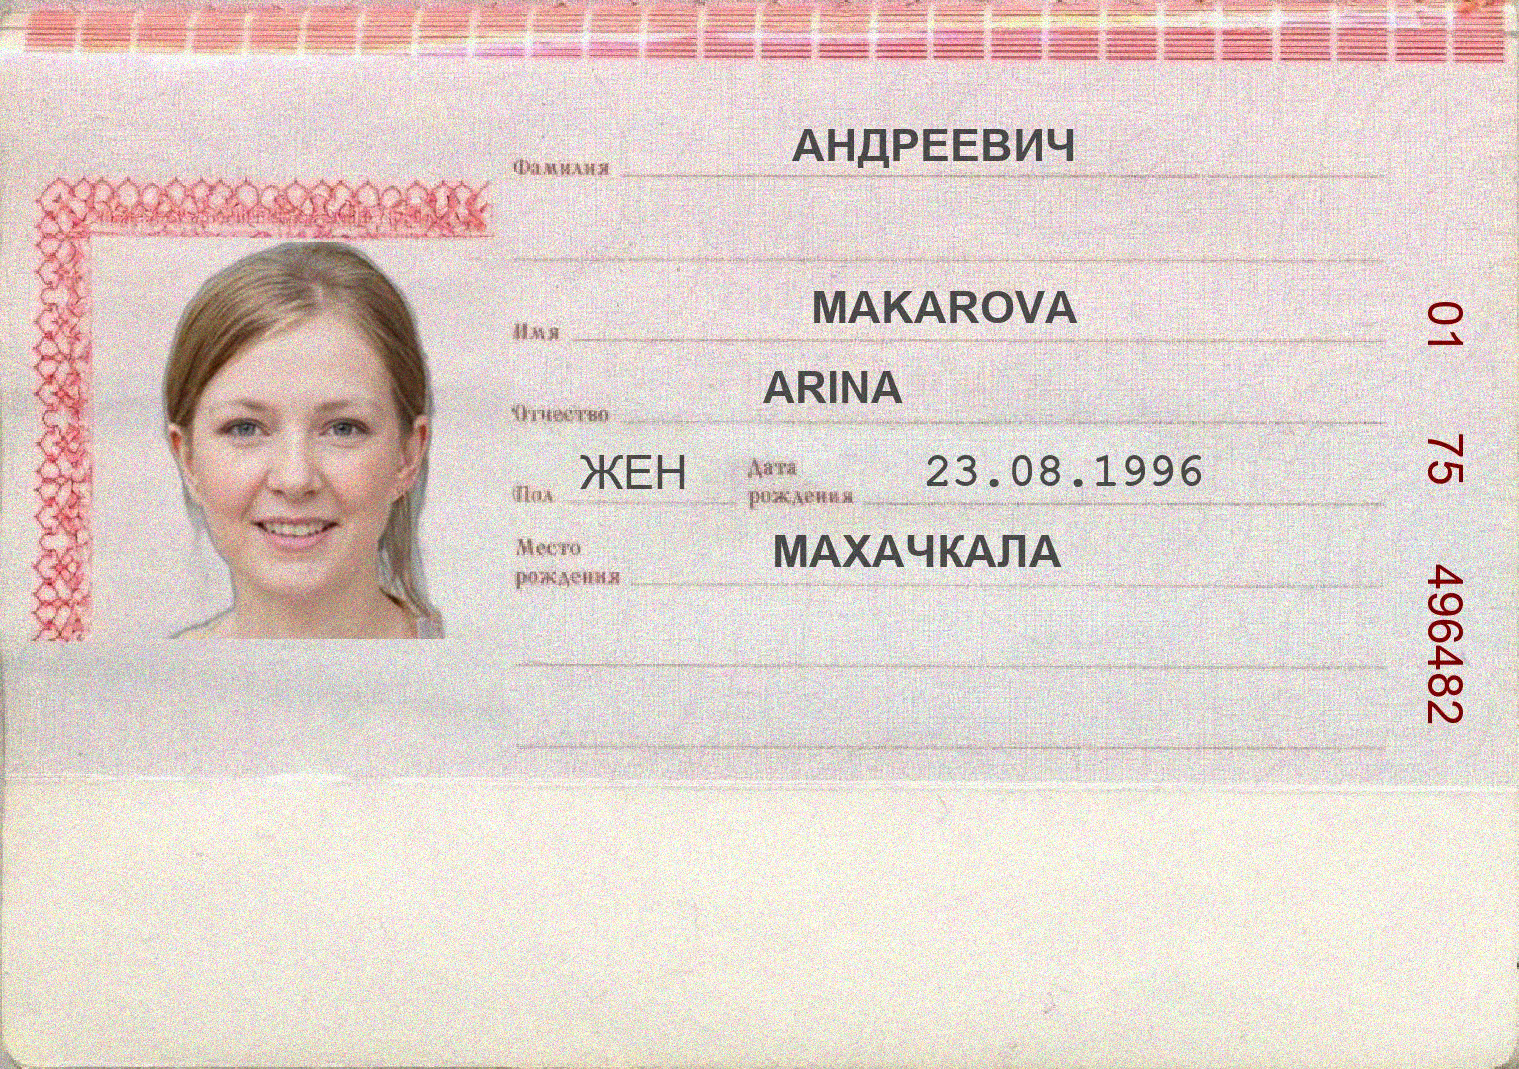 Фамилия АНДРЕЕВИЧ
Имя MAKAROVA
Отчество ARINA
Пол ЖЕН Дата рождения 23.08.1996
Место рождения МАХАЧКАЛА
01 75 496482